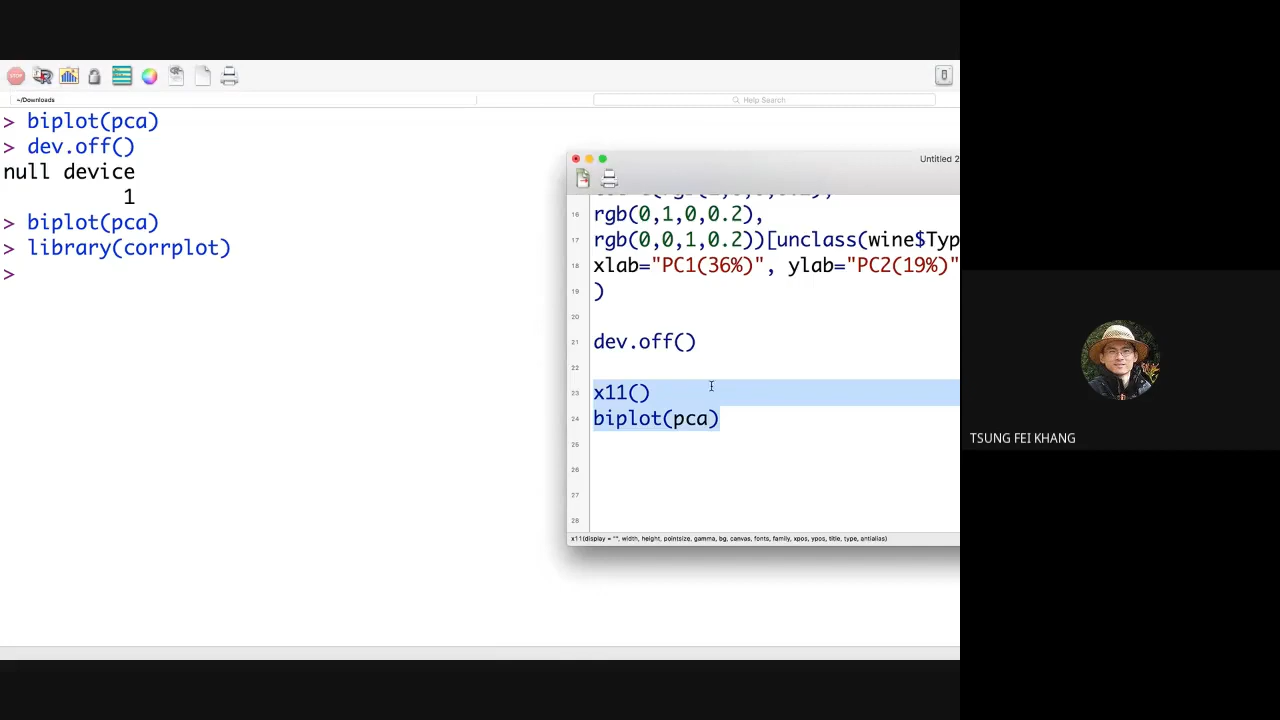 STOP
~/Downloads
Help Search
> biplot(pca)
> dev.off()
null device
1
> biplot(pca)
> library(corrplot)
>
Untitled 2
16 rgb(0,1,0,0.2),
17 rgb(0,0,1,0.2))[unclass(wine$Typ
18 xlab="PC1(36%)", ylab="PC2(19%)"
19 )
20
21 dev.off()
22
23 x11()
24 biplot(pca)
25
26
27
28
x11(display = "", width, height, pointsize, gamma, bg, canvas, fonts, family, xpos, ypos, title, type, antialias)
TSUNG FEI KHANG